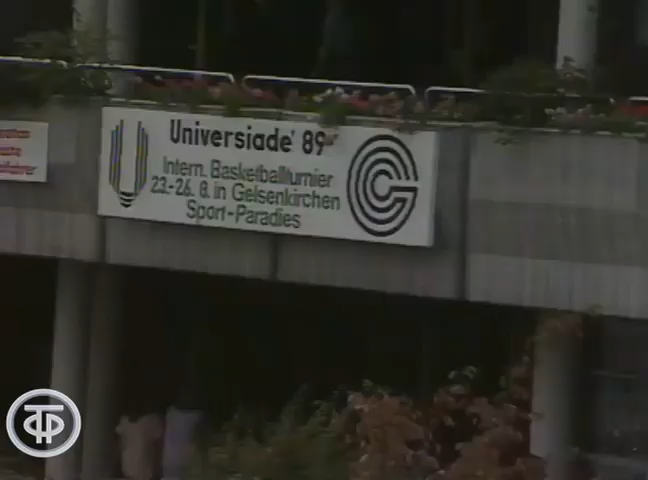 Universiade' 89
Intern. Basketballturnier
23.-26. 8. in Gelsenkirchen
Sport-Paradies